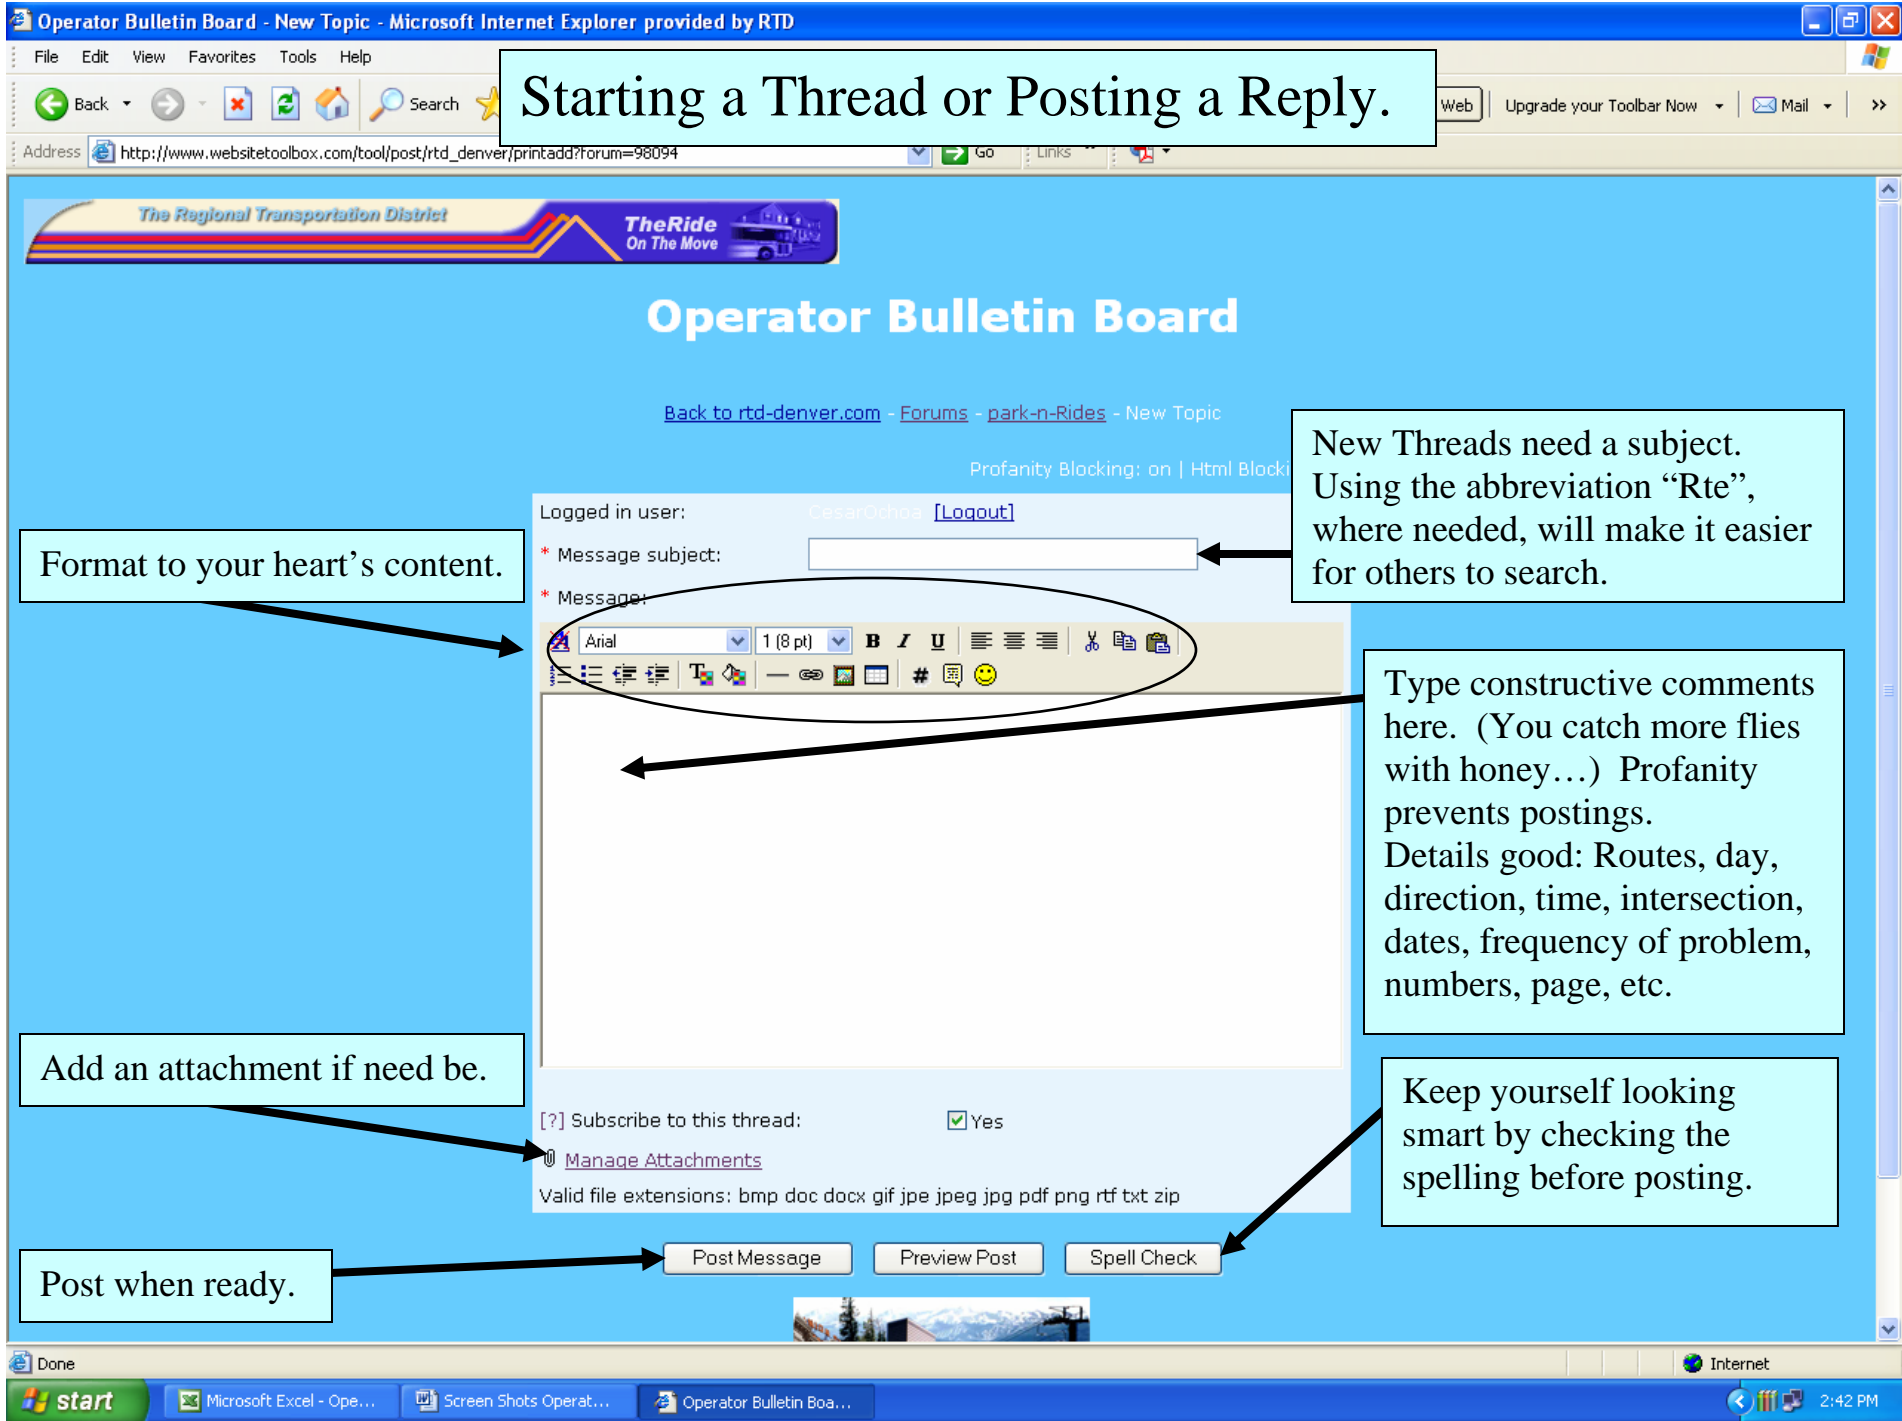 Operator Bulletin Board - New Topic - Microsoft Internet Explorer provided by RTD
File Edit View Favorites Tools Help
Starting a Thread or Posting a Reply.
Back Search Web Upgrade your Toolbar Now Mail »
Address http://www.websitetoolbox.com/tool/post/rtd_denver/printadd?forum=98094 Go Links »
The Regional Transportation District
TheRide
On The Move
Operator Bulletin Board
Back to rtd-denver.com - Forums - park-n-Rides - New Topic
Profanity Blocking: on | Html
New Threads need a subject.
Using the abbreviation “Rte”,
where needed, will make it easier
for others to search.
Logged in user: CesarOchoa [Logout]
Format to your heart’s content.
* Message subject:
* Message:
Arial 1 (8 pt) B I U
#
Type constructive comments
here. (You catch more flies
with honey…) Profanity
prevents postings.
Details good: Routes, day,
direction, time, intersection,
dates, frequency of problem,
numbers, page, etc.
Add an attachment if need be.
Keep yourself looking
smart by checking the
spelling before posting.
[?] Subscribe to this thread: Yes
Manage Attachments
Valid file extensions: bmp doc docx gif jpe jpeg jpg pdf png rtf txt zip
Post when ready.
Post Message Preview Post Spell Check
Done Internet
start Microsoft Excel - Ope... Screen Shots Operat... Operator Bulletin Boa... 2:42 PM